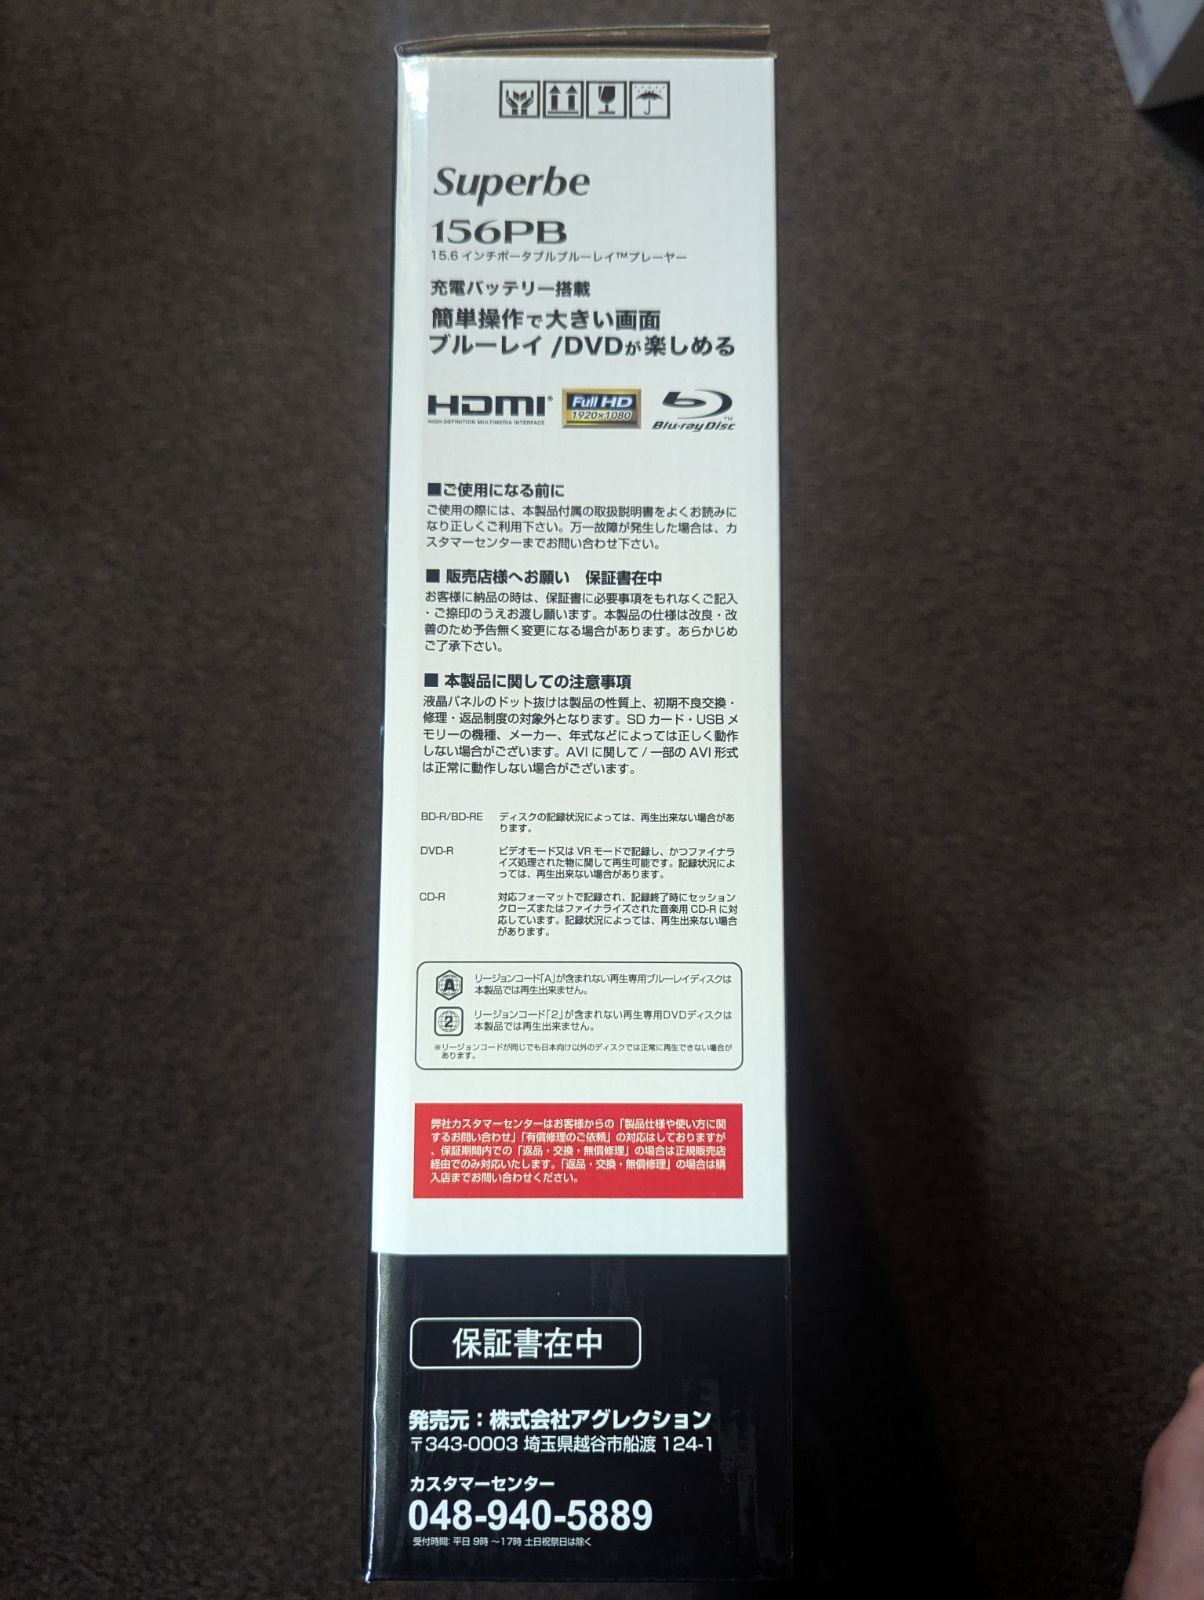 Superbe
156PB
15.6 インチポータブルブルーレイ™プレーヤー
充電バッテリー搭載
簡単操作で大きい画面
ブルーレイ /DVDが楽しめる
HDMI®
HIGH-DEFINITION MULTIMEDIA INTERFACE
Full HD
1920×1080
Blu-ray Disc™
■ご使用になる前に
ご使用の際には、本製品付属の取扱説明書をよくお読みに
なり正しくご利用下さい。万一故障が発生した場合は、カ
スタマーセンターまでお問い合わせ下さい。
■ 販売店様へお願い　保証書在中
お客様に納品の時は、保証書に必要事項をもれなくご記入
・ご捺印のうえお渡し願います。本製品の仕様は改良・改
善のため予告無く変更になる場合があります。あらかじめ
ご了承下さい。
■ 本製品に関しての注意事項
液晶パネルのドット抜けは製品の性質上、初期不良交換・
修理・返品制度の対象外となります。SD カード・USB メ
モリーの機種、メーカー、年式などによっては正しく動作
しない場合がございます。AVI に関して / 一部の AVI 形式
は正常に動作しない場合がございます。
BD-R/BD-RE ディスクの記録状況によっては、再生出来ない場合があ
ります。
DVD-R ビデオモード又は VR モードで記録し、かつファイナラ
イズ処理された物に関して再生可能です。記録状況によ
っては、再生出来ない場合があります。
CD-R 対応フォーマットで記録され、記録終了時にセッション
クローズまたはファイナライズされた音楽用 CD-R に対
応しています。記録状況によっては、再生出来ない場合
があります。
A リージョンコード「A」が含まれない再生専用ブルーレイディスクは
本製品では再生出来ません。
2 リージョンコード「2」が含まれない再生専用DVDディスクは
本製品では再生出来ません。
※リージョンコードが同じでも日本向け以外のディスクでは正常に再生できない場合が
あります。
弊社カスタマーセンターはお客様からの「製品仕様や使い方に関
するお問い合わせ」「有償修理のご依頼」の対応はしておりますが
、保証期間内での「返品・交換・無償修理」の場合は正規販売店
経由でのみ対応いたします。「返品・交換・無償修理」の場合は購
入店までお問い合わせください。
保証書在中
発売元：株式会社アグレクション
〒343-0003 埼玉県越谷市船渡 124-1
カスタマーセンター
048-940-5889
受付時間: 平日 9時 ～17時 土日祝祭日は除く